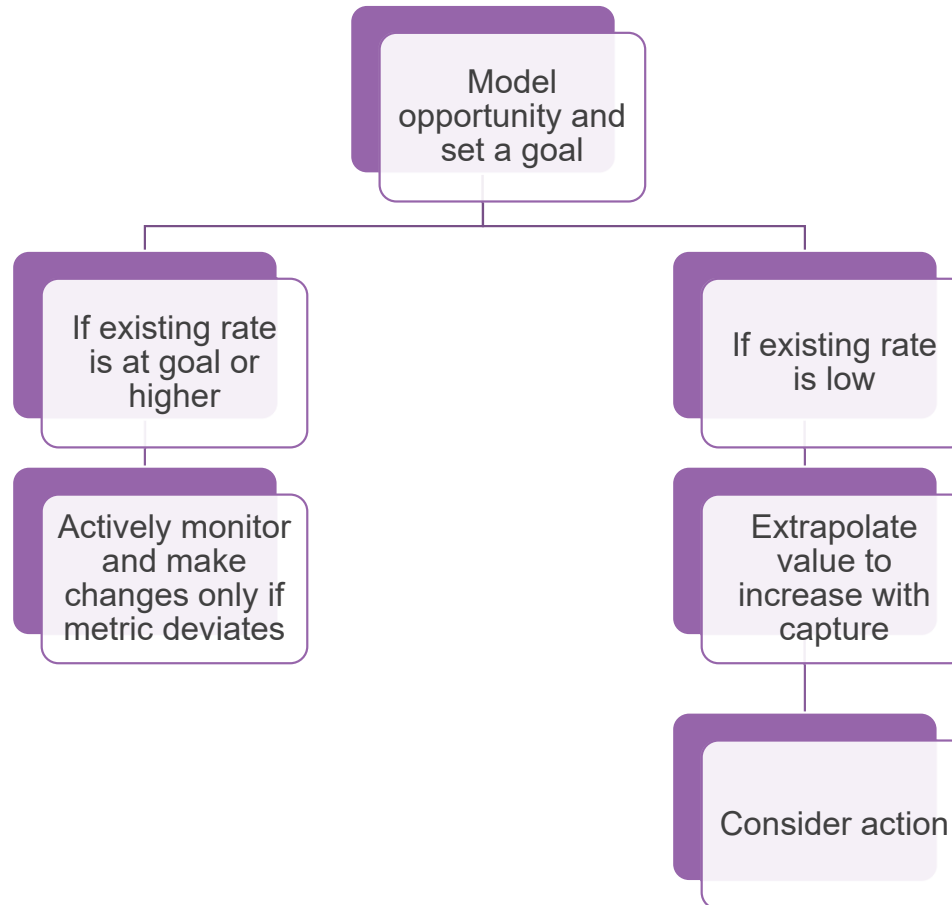 Model
opportunity and
set a goal
If existing rate
is at goal or
higher
If existing rate
is low
Actively monitor
and make
changes only if
metric deviates
Extrapolate
value to
increase with
capture
Consider action